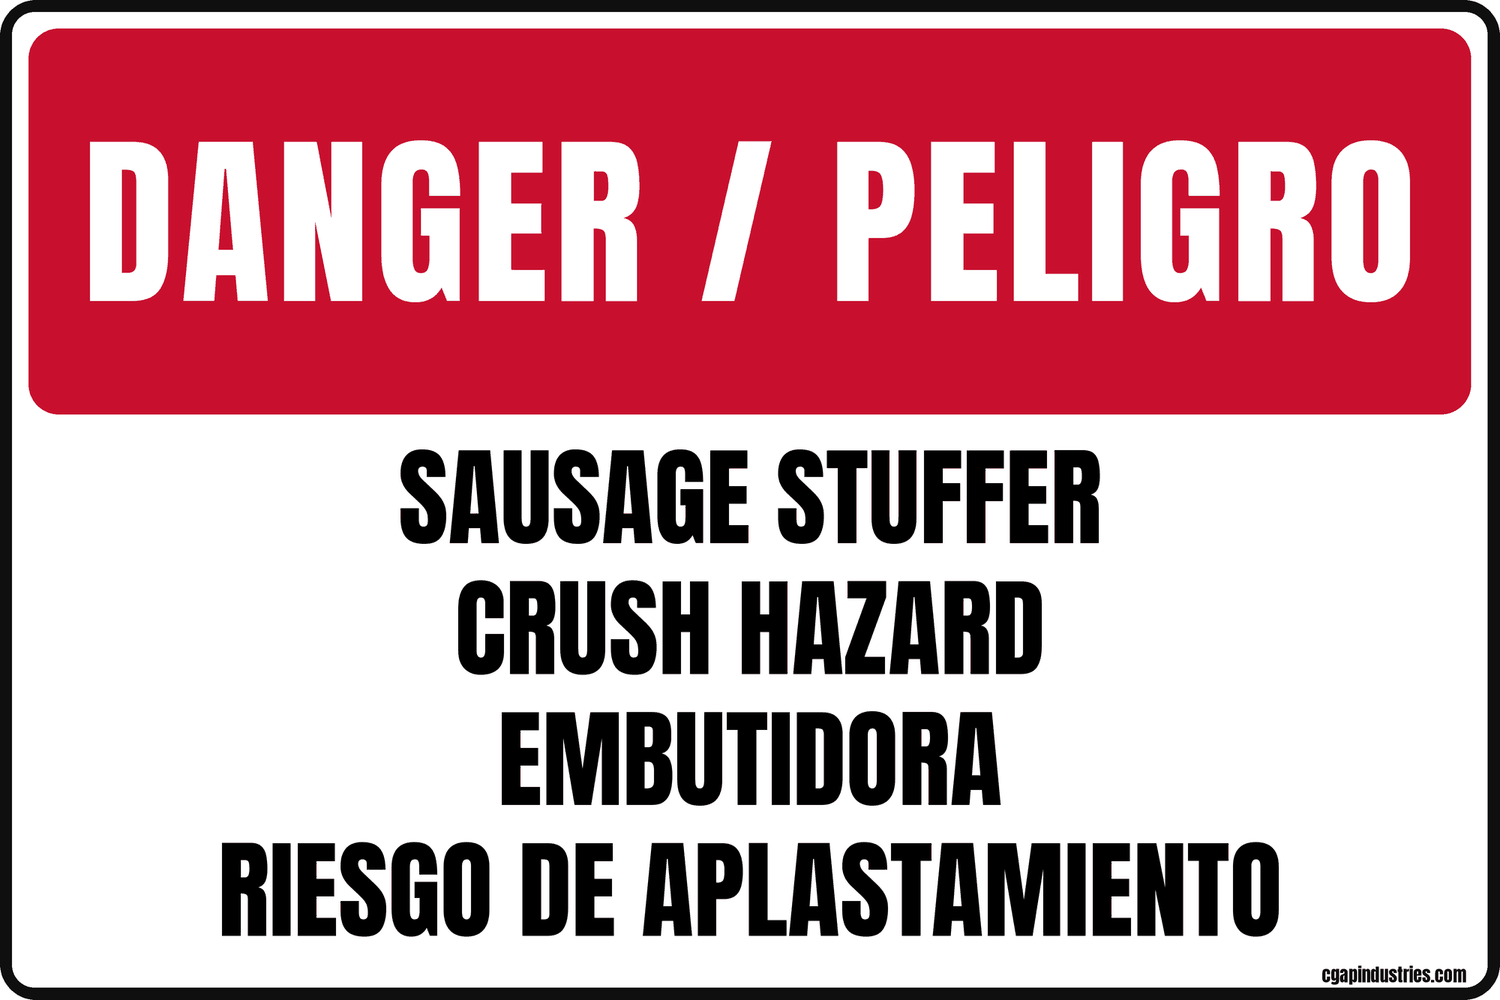 DANGER / PELIGRO
SAUSAGE STUFFER
CRUSH HAZARD
EMBUTIDORA
RIESGO DE APLASTAMIENTO
cgapindustries.com